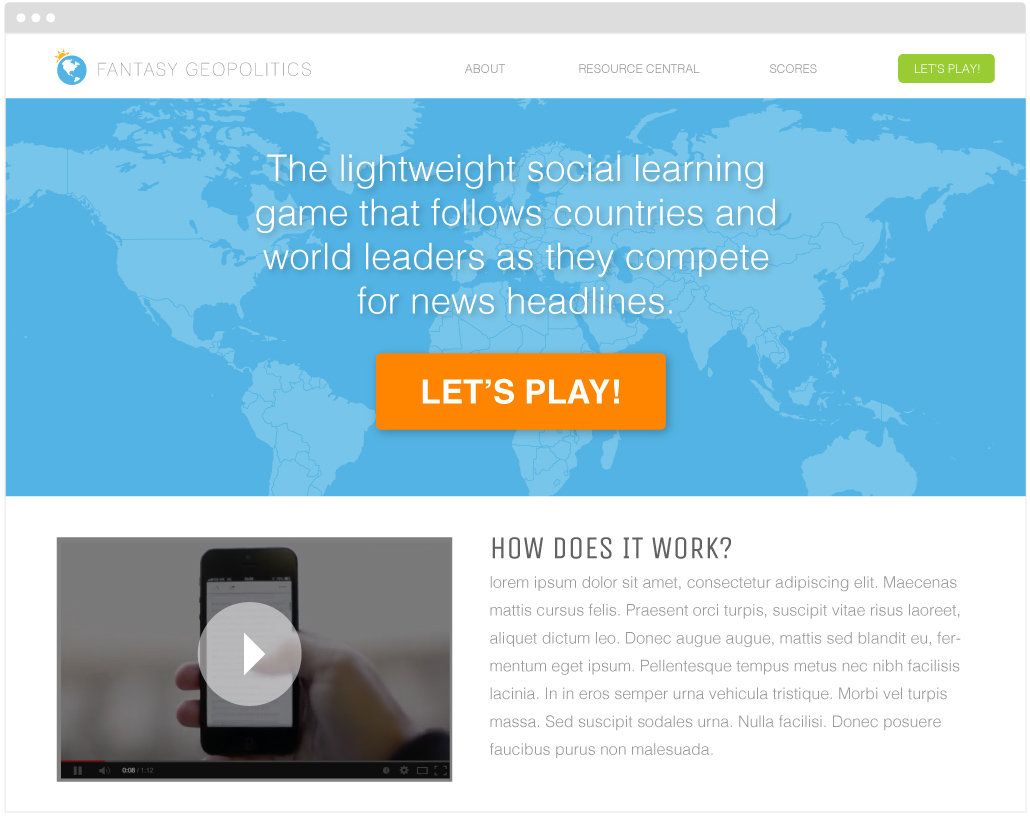 FANTASY GEOPOLITICS
ABOUT
RESOURCE CENTRAL
SCORES
LET'S PLAY!
The lightweight social learning
game that follows countries and
world leaders as they compete
for news headlines.
LET'S PLAY!
HOW DOES IT WORK?
lorem ipsum dolor sit amet, consectetur adipiscing elit. Maecenas
mattis cursus felis. Praesent orci turpis, suscipit vitae risus laoreet,
aliquet dictum leo. Donec augue augue, mattis sed blandit eu, fer-
mentum eget ipsum. Pellentesque tempus metus nec nibh facilisis
lacinia. In in eros semper urna vehicula tristique. Morbi vel turpis
massa. Sed suscipit sodales urna. Nulla facilisi. Donec posuere
faucibus purus non malesuada.
0:08 / 1:12